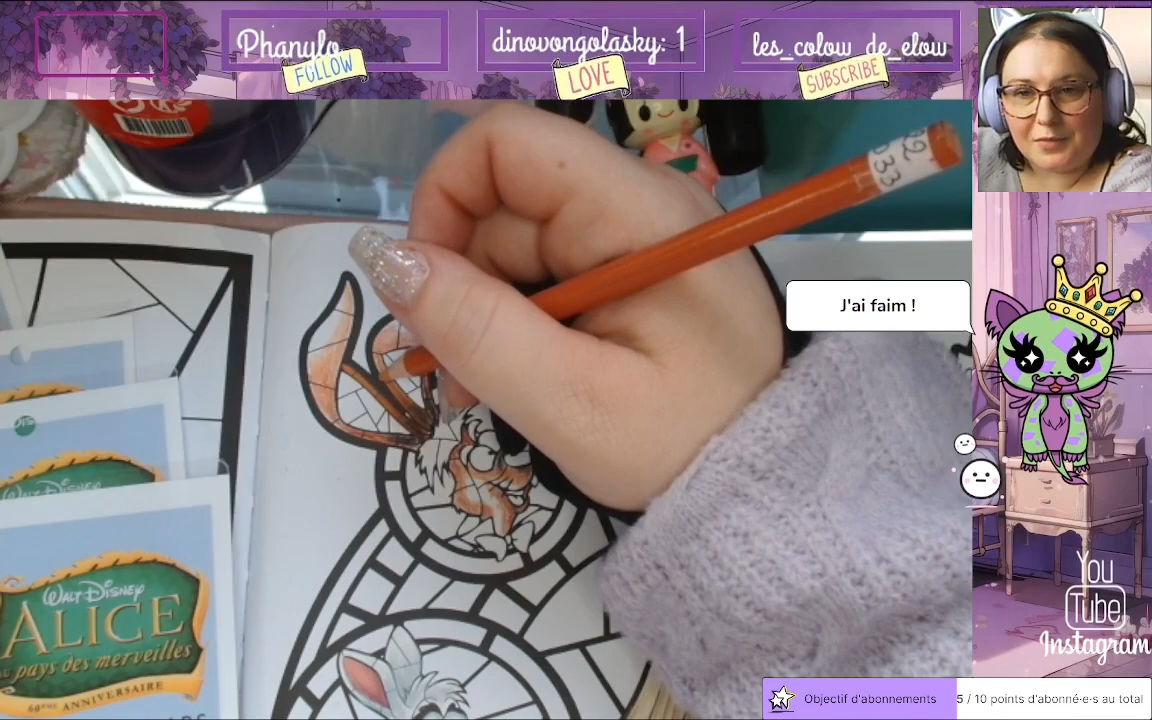 Phanylo
FOLLOW
dinovongolasky: 1
LOVE
les_colow_de_elow
SUBSCRIBE
J'ai faim !
WALT DISNEY
ALICE
pays des merveilles
60ÈME ANNIVERSAIRE
You
Tube
Instagram
Objectif d'abonnements
5 / 10 points d'abonné·e·s au total